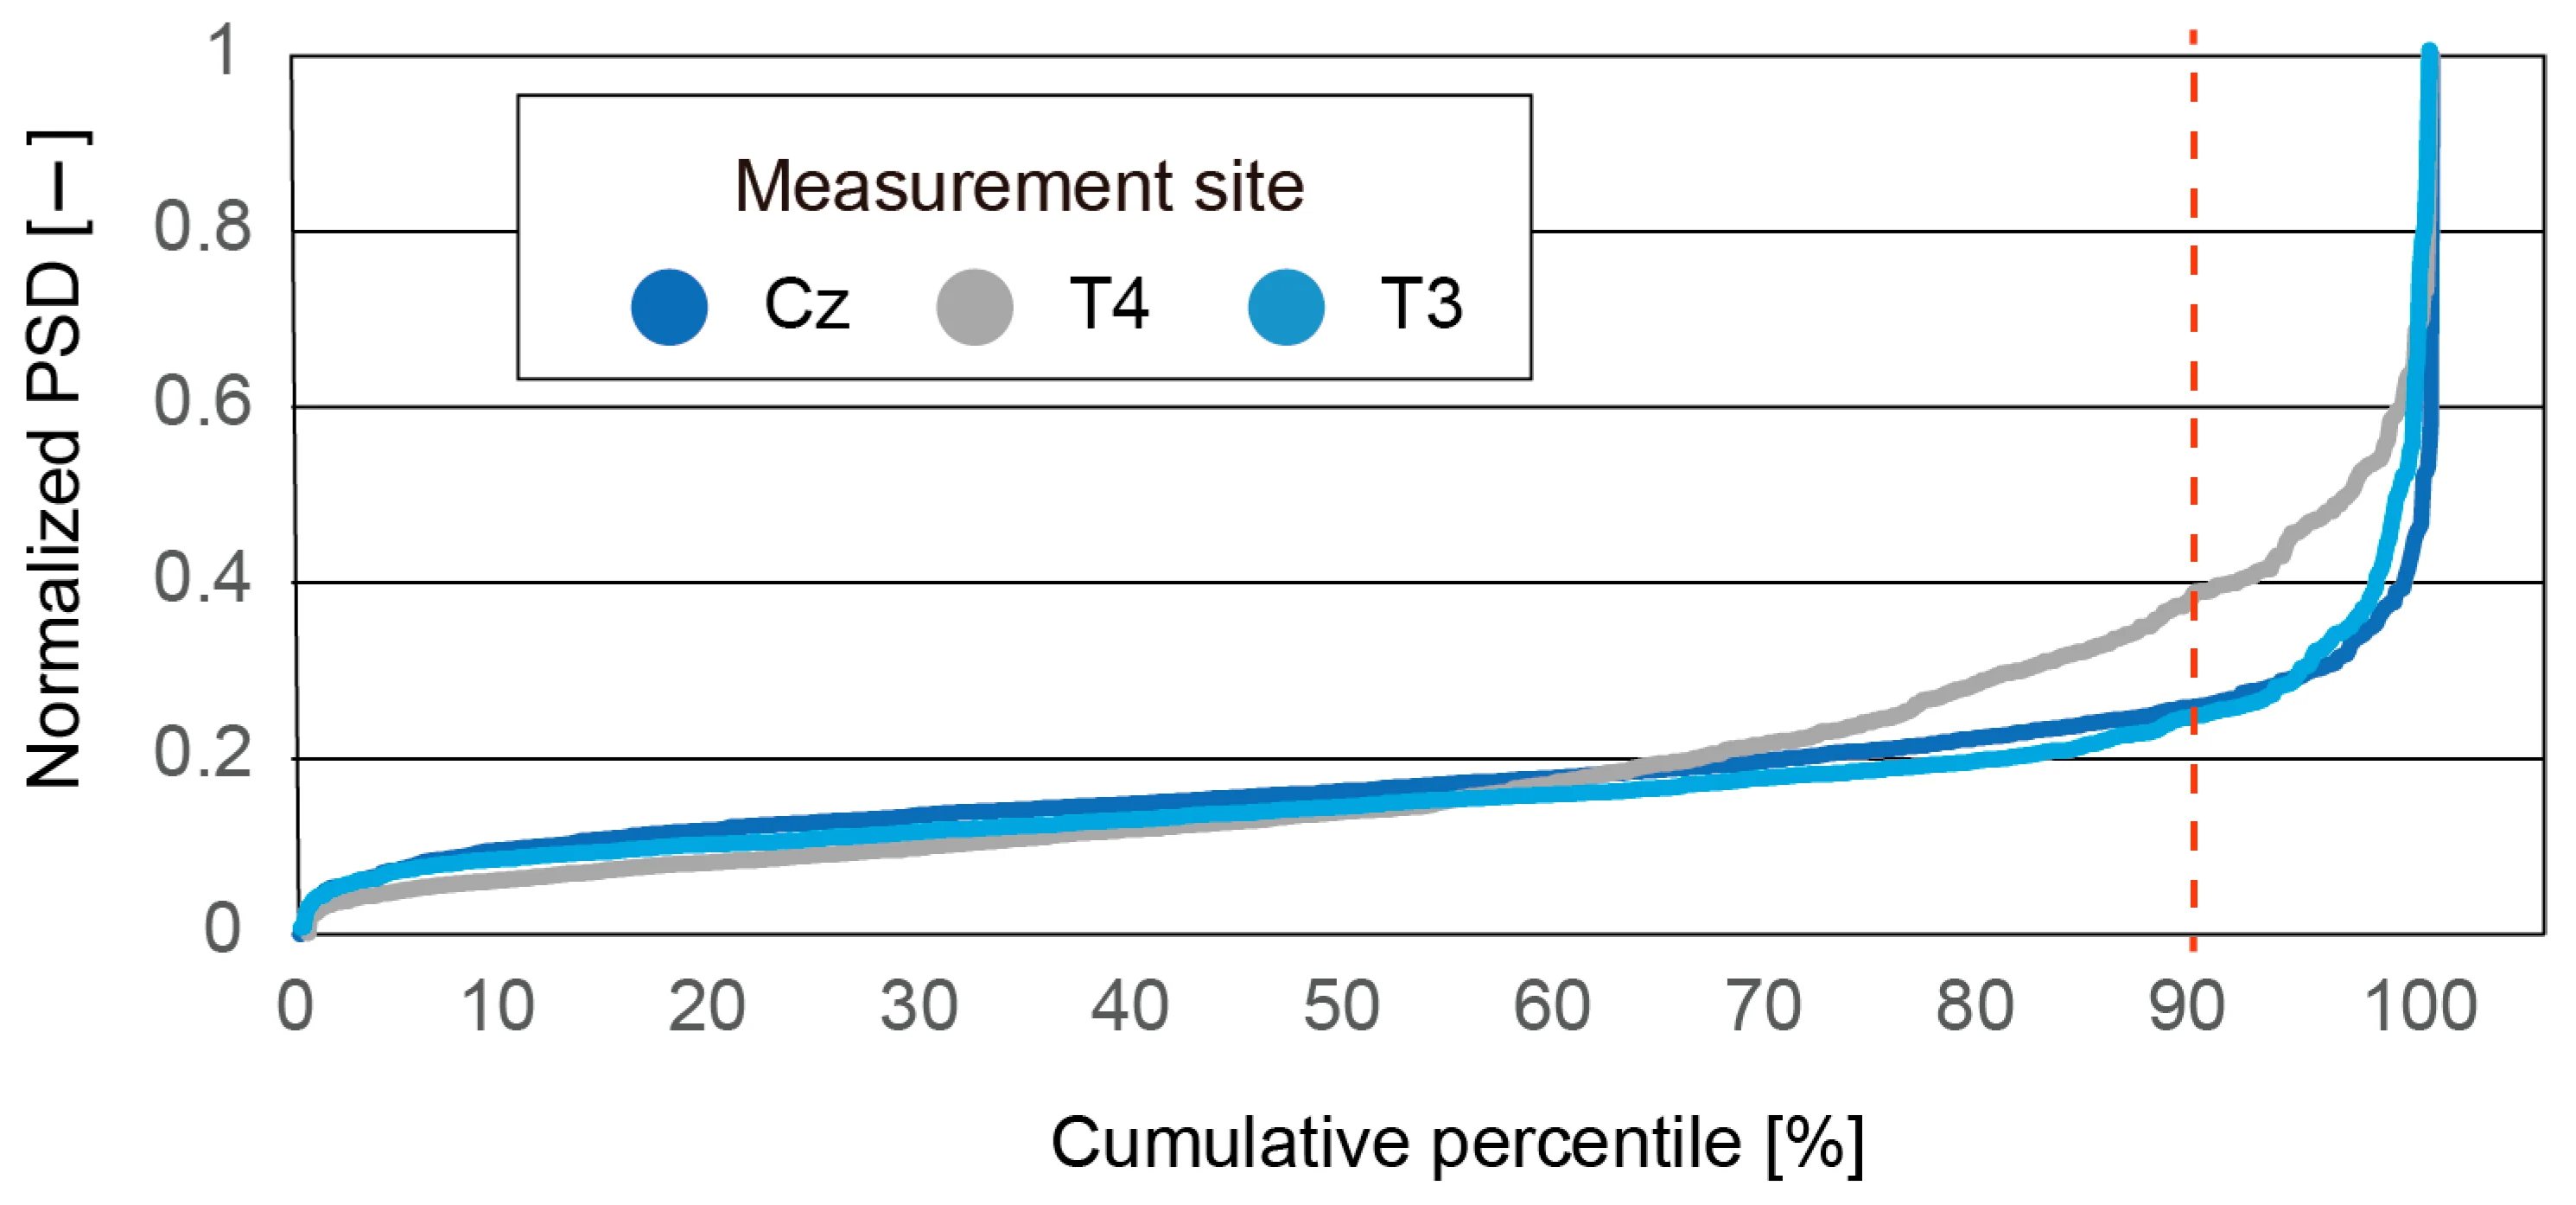 Normalized PSD [−]
1
0.8
0.6
0.4
0.2
0
Measurement site
Cz T4 T3
0 10 20 30 40 50 60 70 80 90 100
Cumulative percentile [%]